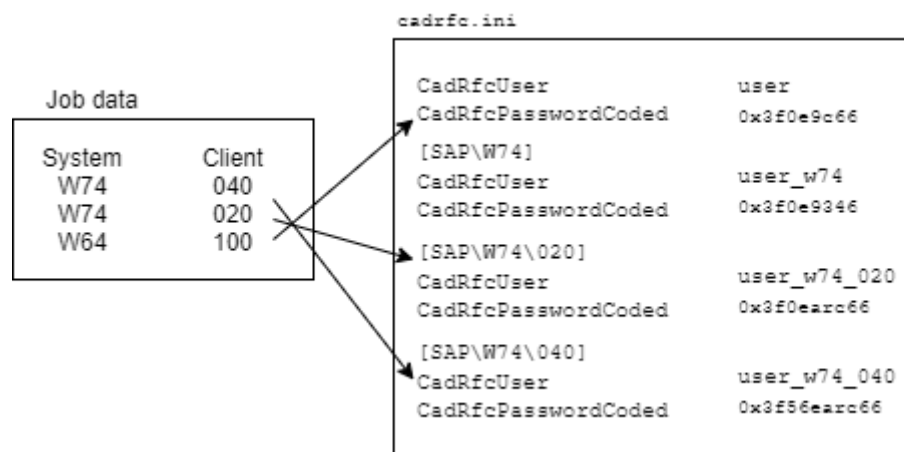 cadrfc.ini
Job data
System Client
W74 040
W74 020
W64 100
CadRfcUser user
CadRfcPasswordCoded 0x3f0e9c66
[SAP\W74]
CadRfcUser user_w74
CadRfcPasswordCoded 0x3f0e9346
[SAP\W74\020]
CadRfcUser user_w74_020
CadRfcPasswordCoded 0x3f0earc66
[SAP\W74\040]
CadRfcUser user_w74_040
CadRfcPasswordCoded 0x3f56earc66